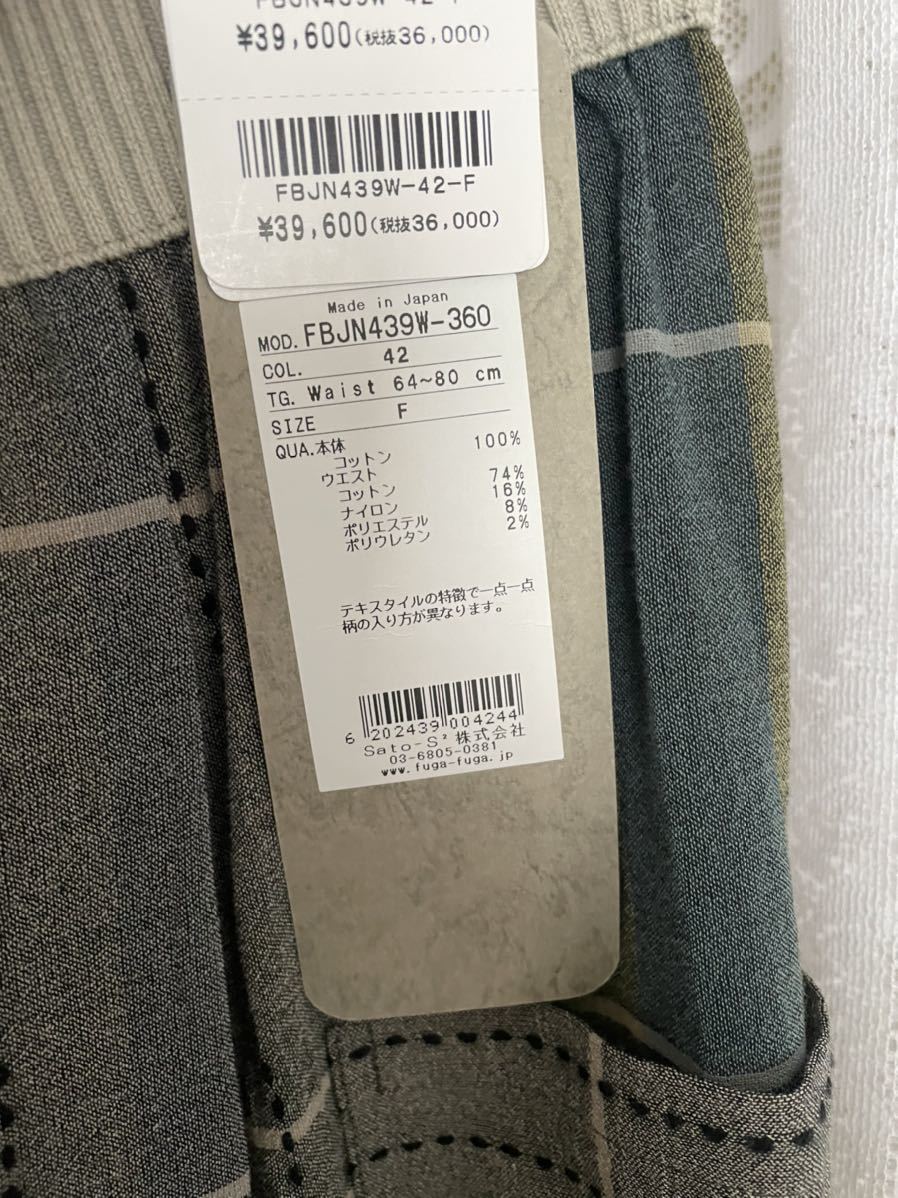 FBJN439W-42-F
¥39,600(税抜36,000)
FBJN439W-42-F
¥39,600(税抜36,000)
Made in Japan
MOD. FBJN439W-360
COL. 42
TG. Waist 64~80 cm
SIZE F
QUA.本体
コットン 100%
ウエスト
コットン 74%
ナイロン 16%
ポリエステル 8%
ポリウレタン 2%
テキスタイルの特徴で一点一点
柄の入り方が異なります。
6 202439 004244
Sato-S² 株式会社
03-6805-0381
www.fuga-fuga.jp